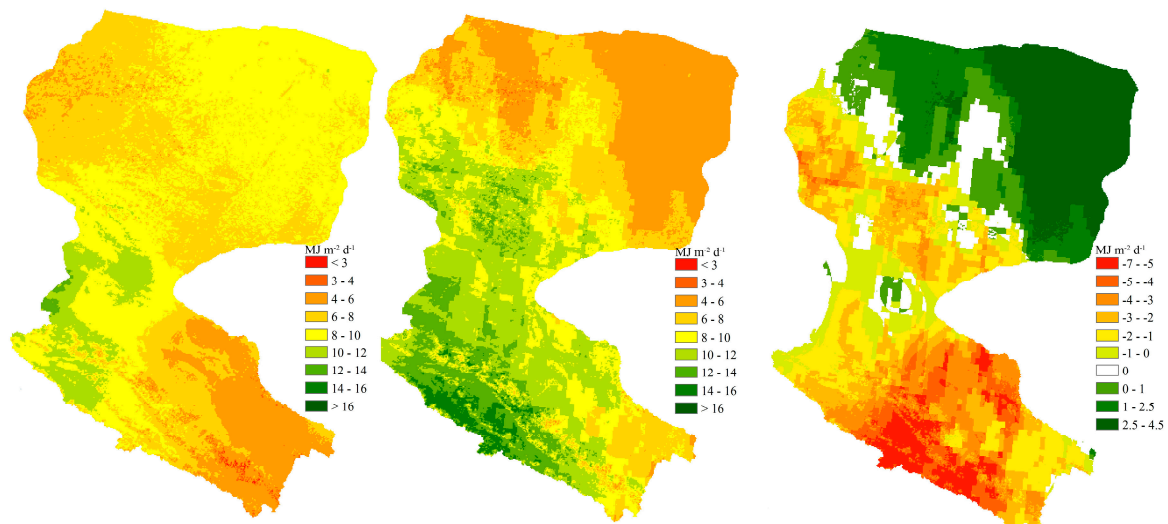 MJ m⁻² d⁻¹
< 3
3 - 4
4 - 6
6 - 8
8 - 10
10 - 12
12 - 14
14 - 16
> 16
MJ m⁻² d⁻¹
< 3
3 - 4
4 - 6
6 - 8
8 - 10
10 - 12
12 - 14
14 - 16
> 16
MJ m⁻² d⁻¹
-7 - -5
-5 - -4
-4 - -3
-3 - -2
-2 - -1
-1 - 0
0
0 - 1
1 - 2.5
2.5 - 4.5